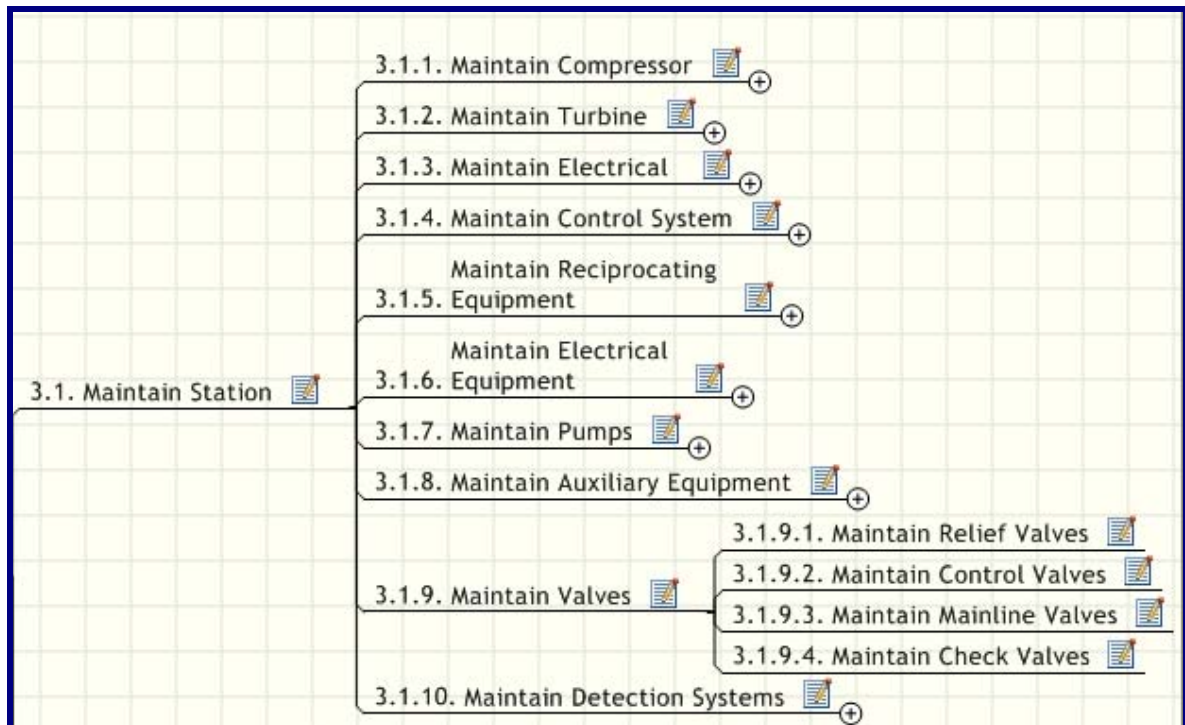 3.1.1. Maintain Compressor
3.1.2. Maintain Turbine
3.1.3. Maintain Electrical
3.1.4. Maintain Control System
Maintain Reciprocating
3.1.5. Equipment
Maintain Electrical
3.1.6. Equipment
3.1. Maintain Station
3.1.7. Maintain Pumps
3.1.8. Maintain Auxiliary Equipment
3.1.9. Maintain Valves
3.1.9.1. Maintain Relief Valves
3.1.9.2. Maintain Control Valves
3.1.9.3. Maintain Mainline Valves
3.1.9.4. Maintain Check Valves
3.1.10. Maintain Detection Systems